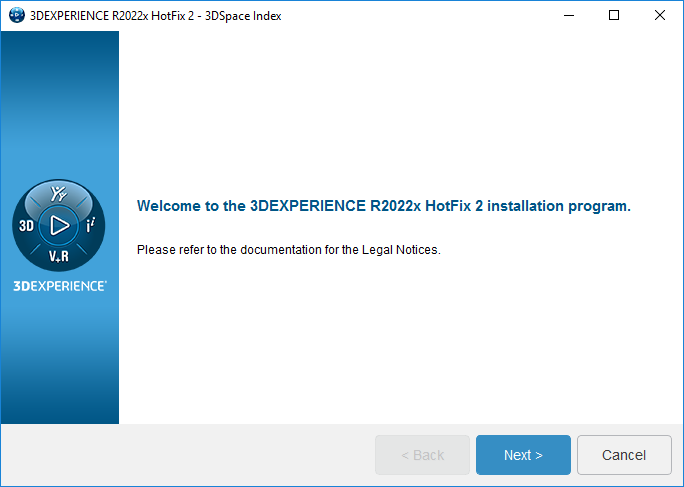 3DEXPERIENCE R2022x HotFix 2 - 3DSpace Index
3D
i i
V+R
3DEXPERIENCE
Welcome to the 3DEXPERIENCE R2022x HotFix 2 installation program.
Please refer to the documentation for the Legal Notices.
< Back
Next >
Cancel